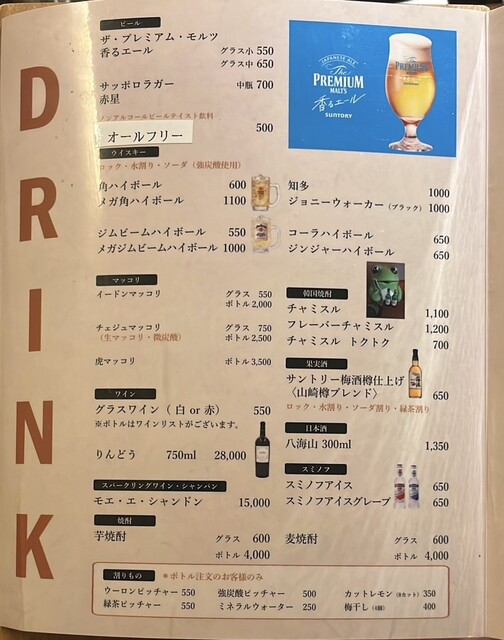 DRINK
ビール
ザ・プレミアム・モルツ
香るエール グラス小 550
グラス中 650
サッポロラガー 中瓶 700
赤星
ノンアルコールビールテイスト飲料
オールフリー 500
JAPANESE ALE
The
PREMIUM
MALT'S
香るエール
SUNTORY
ウイスキー
ロック・水割り・ソーダ（強炭酸使用）
角ハイボール 600
メガ角ハイボール 1100
ジムビームハイボール 550
メガジムビームハイボール 1000
知多 1000
ジョニーウォーカー（ブラック） 1000
コーラハイボール 650
ジンジャーハイボール 650
マッコリ
イードンマッコリ グラス 550
ボトル 2,000
チェジュマッコリ グラス 750
（生マッコリ・微炭酸） ボトル 2,500
虎マッコリ ボトル 3,500
韓国焼酎
チャミスル 1,100
フレーバーチャミスル 1,200
チャミスル トクトク 700
果実酒
サントリー梅酒樽仕上げ
〈山崎樽ブレンド〉 650
ロック・水割り・ソーダ割り・緑茶割り
ワイン
グラスワイン（ 白 or 赤） 550
※ボトルはワインリストがございます。
りんどう 750ml 28,000
日本酒
八海山 300ml 1,350
スパークリングワイン・シャンパン
モエ・エ・シャンドン 15,000
スミノフ
スミノフアイス 650
スミノフアイスグレープ 650
焼酎
芋焼酎 グラス 600
ボトル 4,000
麦焼酎 グラス 600
ボトル 4,000
割りもの ※ボトル注文のお客様のみ
ウーロンピッチャー 550 強炭酸ピッチャー 500 カットレモン（8カット） 350
緑茶ピッチャー 550 ミネラルウォーター 250 梅干し（4個） 400